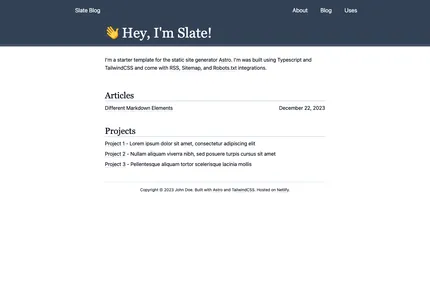 Slate Blog About Blog Uses
👋 Hey, I'm Slate!
I'm a starter template for the static site generator Astro. I'm was built using Typescript and
TailwindCSS and come with RSS, Sitemap, and Robots.txt integrations.
Articles
Different Markdown Elements December 22, 2023
Projects
Project 1 - Lorem ipsum dolor sit amet, consectetur adipiscing elit
Project 2 - Nullam aliquam viverra nibh, sed posuere turpis cursus sit amet
Project 3 - Pellentesque aliquam tortor scelerisque lacinia mollis
Copyright © 2023 John Doe. Built with Astro and TailwindCSS. Hosted on Netlify.